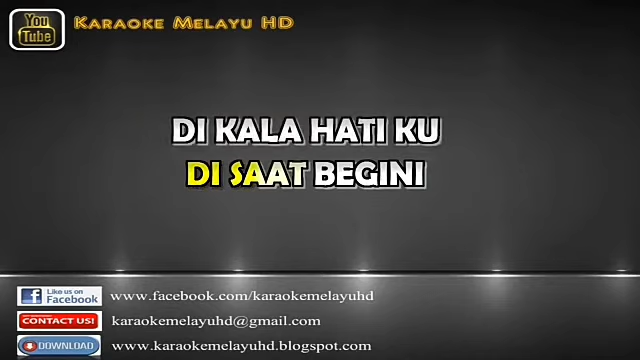 You Tube
KARAOKE MELAYU HD
DI KALA HATI KU
DI SAAT BEGINI
Like us on
Facebook
www.facebook.com/karaokemelayuhd
CONTACT US!
karaokemelayuhd@gmail.com
DOWNLOAD
www.karaokemelayuhd.blogspot.com